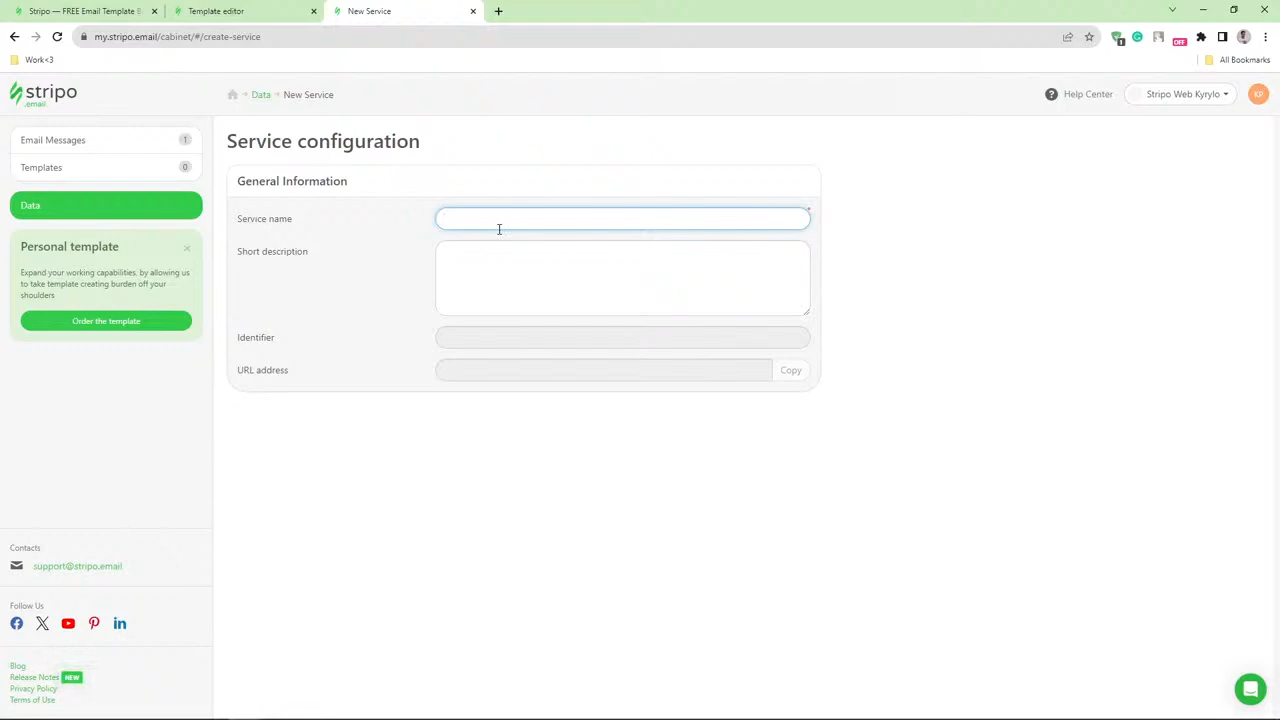 Stripo — FREE Email Template E
Template editor
New Service
my.stripo.email/cabinet/#/create-service
1
OFF
Work<3
All Bookmarks
stripo
.email
Data
New Service
Help Center
Stripo Web Kyrylo
KP
Email Messages
1
Templates
0
Data
Personal template
Expand your working capabilities, by allowing us
to take template creating burden off your
shoulders
Order the template
Service configuration
General Information
Service name
*
Short description
Identifier
URL address
Copy
Contacts
support@stripo.email
Follow Us
Blog
Release Notes NEW
Privacy Policy
Terms of Use